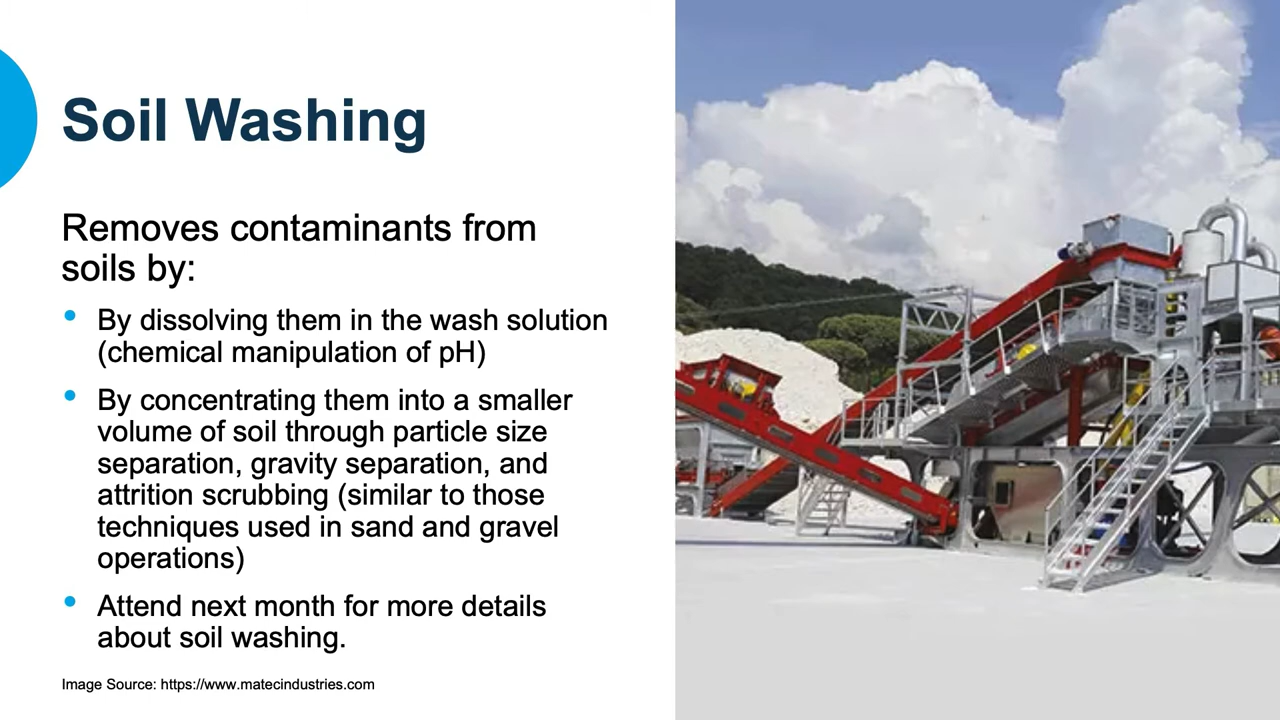 Soil Washing
Removes contaminants from
soils by:
• By dissolving them in the wash solution
(chemical manipulation of pH)
• By concentrating them into a smaller
volume of soil through particle size
separation, gravity separation, and
attrition scrubbing (similar to those
techniques used in sand and gravel
operations)
• Attend next month for more details
about soil washing.
Image Source: https://www.matecindustries.com